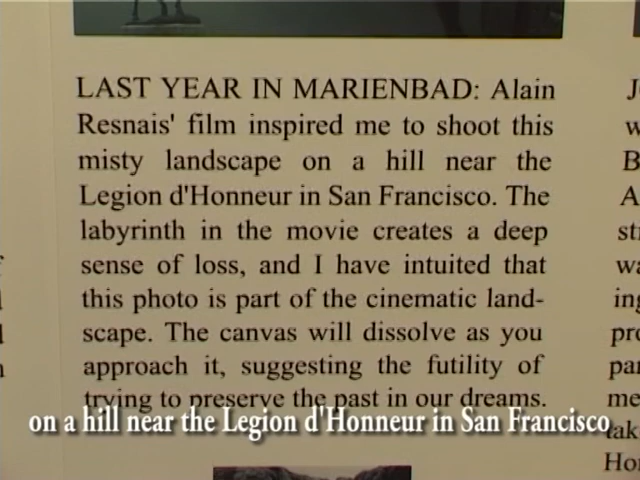 LAST YEAR IN MARIENBAD: Alain
Resnais' film inspired me to shoot this
misty landscape on a hill near the
Legion d'Honneur in San Francisco. The
labyrinth in the movie creates a deep
sense of loss, and I have intuited that
this photo is part of the cinematic land-
scape. The canvas will dissolve as you
approach it, suggesting the futility of
trying to preserve the past in our dreams.
on a hill near the Legion d'Honneur in San Francisco